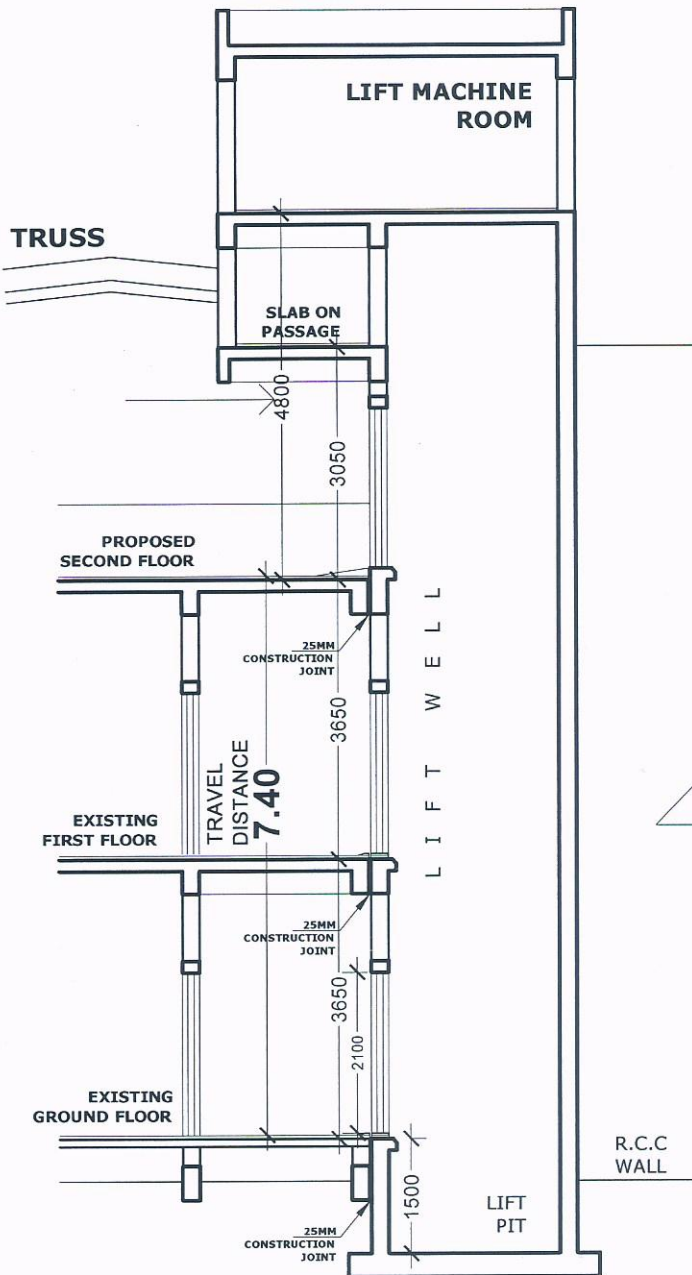 LIFT MACHINE
ROOM
TRUSS
SLAB ON
PASSAGE
4800
3050
PROPOSED
SECOND FLOOR
25MM
CONSTRUCTION
JOINT
3650
LIFT WELL
TRAVEL
DISTANCE
7.40
EXISTING
FIRST FLOOR
25MM
CONSTRUCTION
JOINT
3650
2100
EXISTING
GROUND FLOOR
R.C.C
WALL
1500
LIFT
PIT
25MM
CONSTRUCTION
JOINT